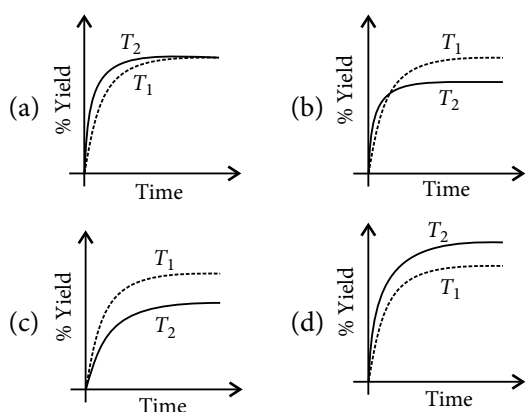 (a)
% Yield
T₂
T₁
Time
(b)
% Yield
T₁
T₂
Time
(c)
% Yield
T₁
T₂
Time
(d)
% Yield
T₂
T₁
Time